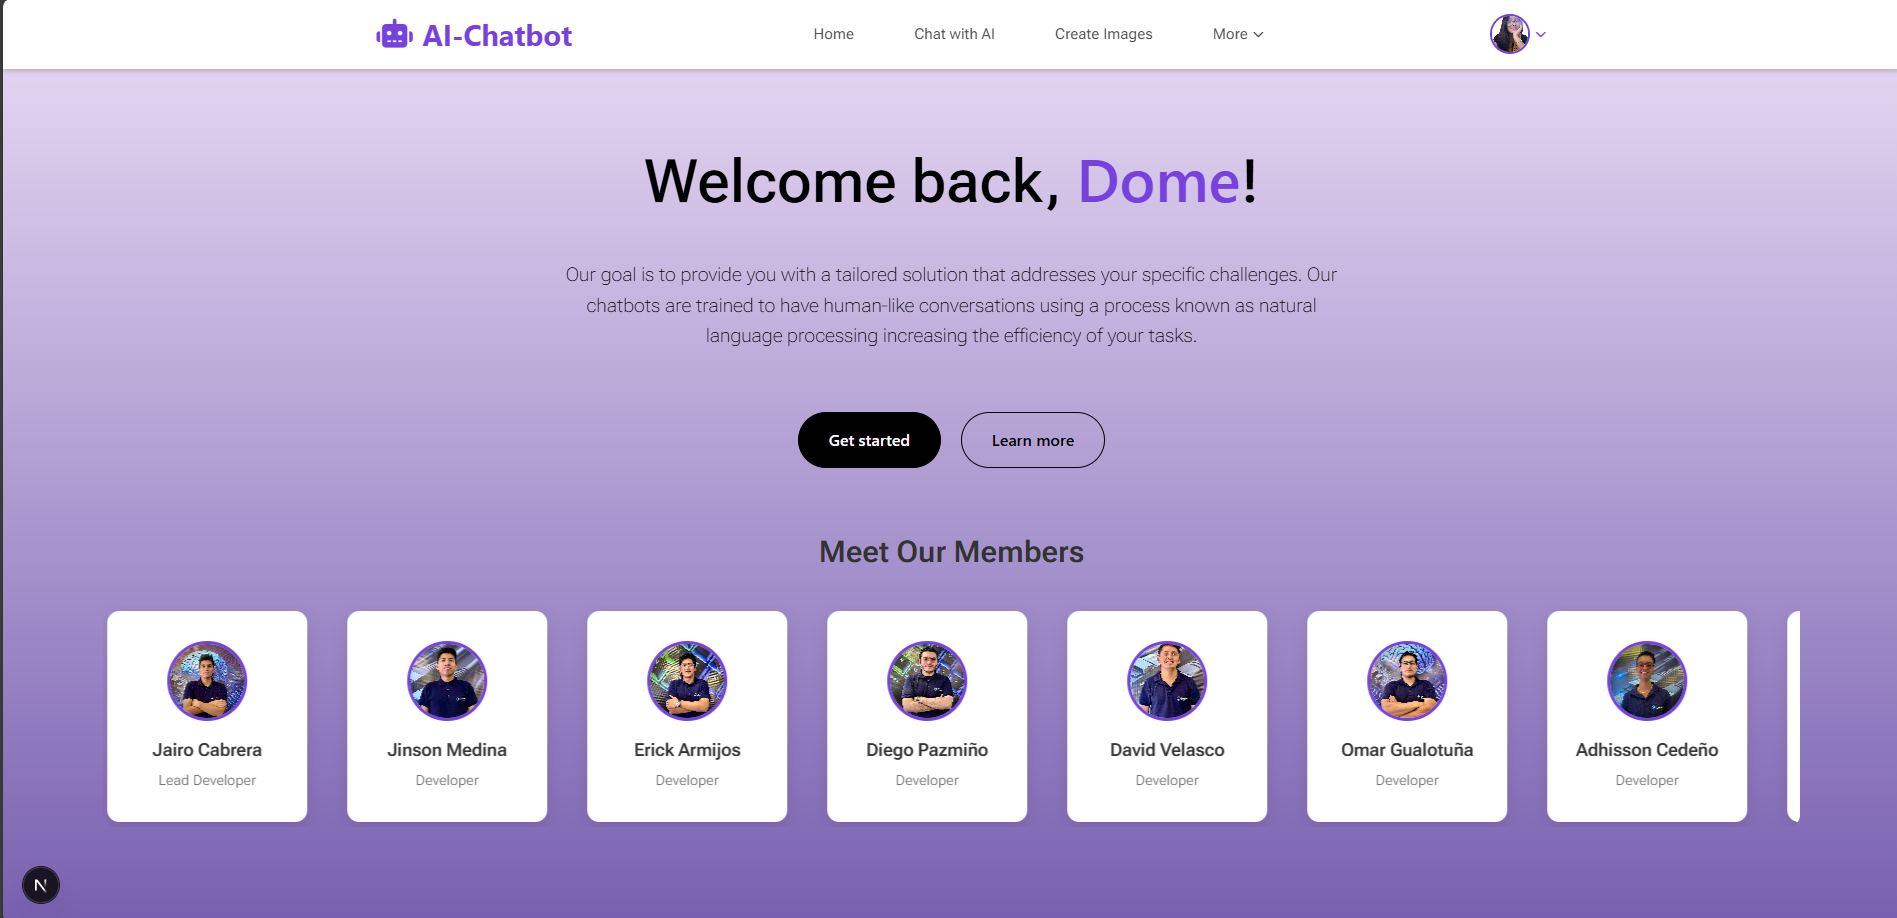 AI-Chatbot
Home
Chat with AI
Create Images
More
Welcome back, Dome!
Our goal is to provide you with a tailored solution that addresses your specific challenges. Our
chatbots are trained to have human-like conversations using a process known as natural
language processing increasing the efficiency of your tasks.
Get started
Learn more
Meet Our Members
Jairo Cabrera
Lead Developer
Jinson Medina
Developer
Erick Armijos
Developer
Diego Pazmiño
Developer
David Velasco
Developer
Omar Gualotuña
Developer
Adhisson Cedeño
Developer
N